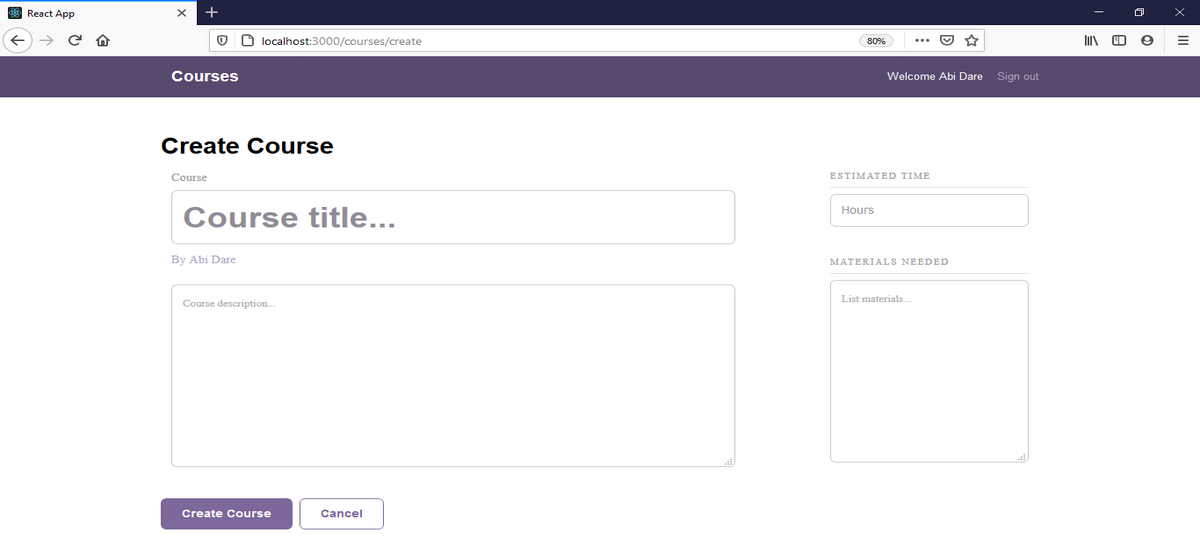 React App
localhost:3000/courses/create
80%
Courses
Welcome Abi Dare
Sign out
Create Course
Course
Course title...
By Abi Dare
Course description...
ESTIMATED TIME
Hours
MATERIALS NEEDED
List materials...
Create Course
Cancel